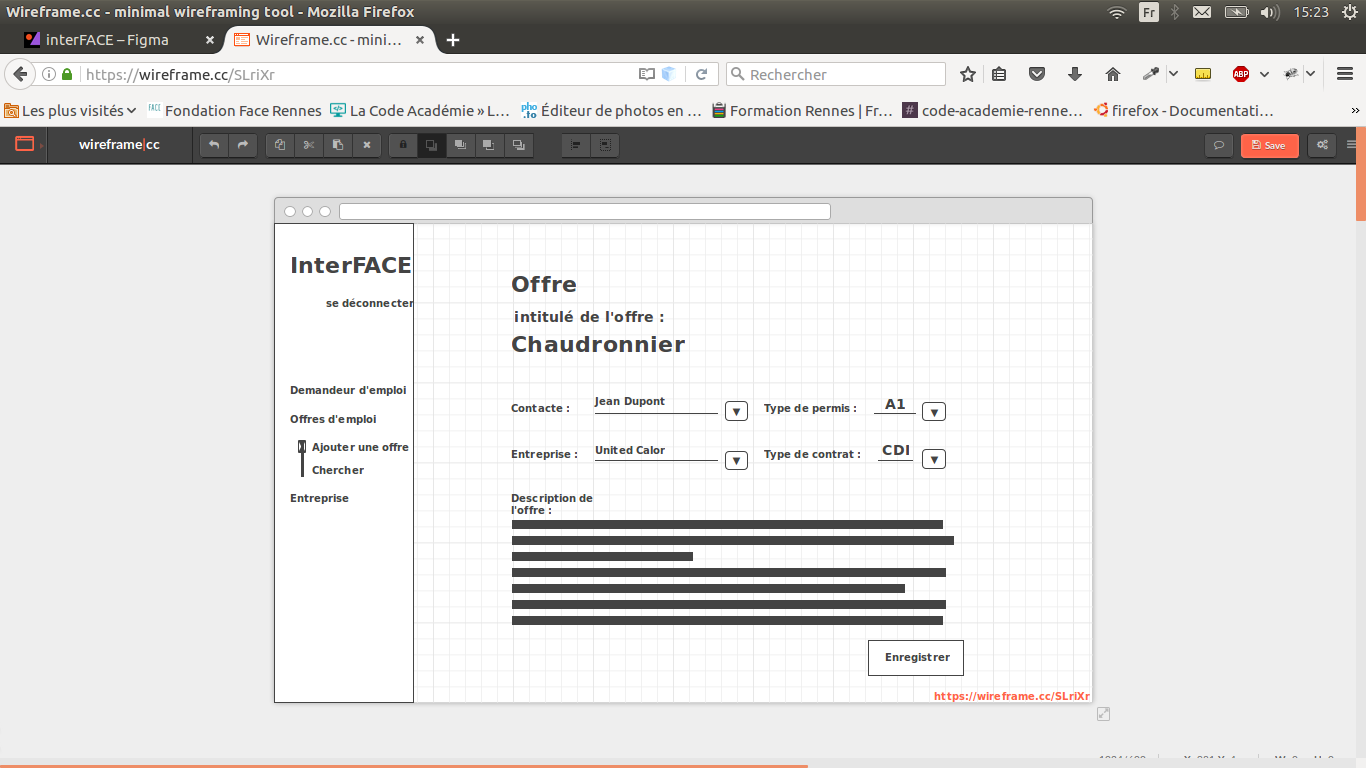 Wireframe.cc - minimal wireframing tool - Mozilla Firefox
Fr
15:23
interFACE – Figma
Wireframe.cc - mini…
https://wireframe.cc/SLriXr
Rechercher
ABP
Les plus visités
FACE
Fondation Face Rennes
La Code Académie » L…
pho.to
Éditeur de photos en …
Formation Rennes | Fr…
#
code-academie-renne…
firefox - Documentati…
»
wireframe|cc
Save
InterFACE
se déconnecter
Demandeur d'emploi
Offres d'emploi
Ajouter une offre
Chercher
Entreprise
Offre
intitulé de l'offre :
Chaudronnier
Contacte :
Jean Dupont
Type de permis :
A1
Entreprise :
United Calor
Type de contrat :
CDI
Description de
l'offre :
Enregistrer
https://wireframe.cc/SLriXr